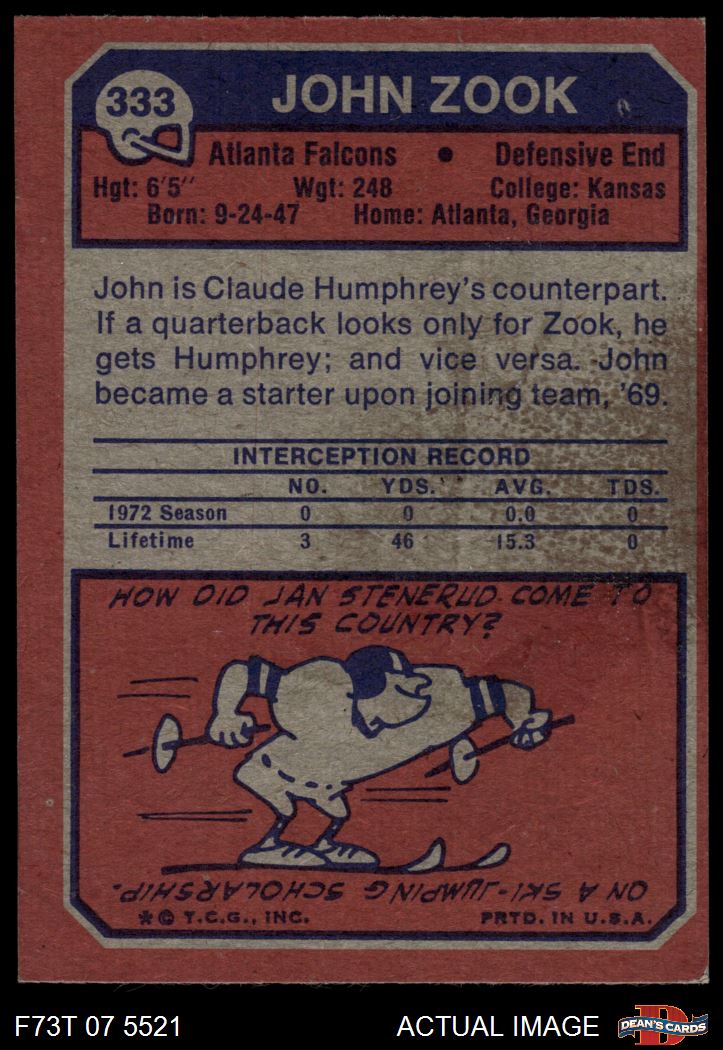 333
JOHN ZOOK
Atlanta Falcons • Defensive End
Hgt: 6'5" Wgt: 248 College: Kansas
Born: 9-24-47 Home: Atlanta, Georgia
John is Claude Humphrey's counterpart.
If a quarterback looks only for Zook, he
gets Humphrey; and vice versa. John
became a starter upon joining team, '69.
INTERCEPTION RECORD
NO. YDS. AVG. TDS.
1972 Season 0 0 0.0 0
Lifetime 3 46 15.3 0
HOW DID JAN STENERUD COME TO
THIS COUNTRY?
ON A SKI-JUMPING SCHOLARSHIP.
* © T.C.G., INC. PRTD. IN U.S.A.
F73T 07 5521 ACTUAL IMAGE D DEAN'S CARDS